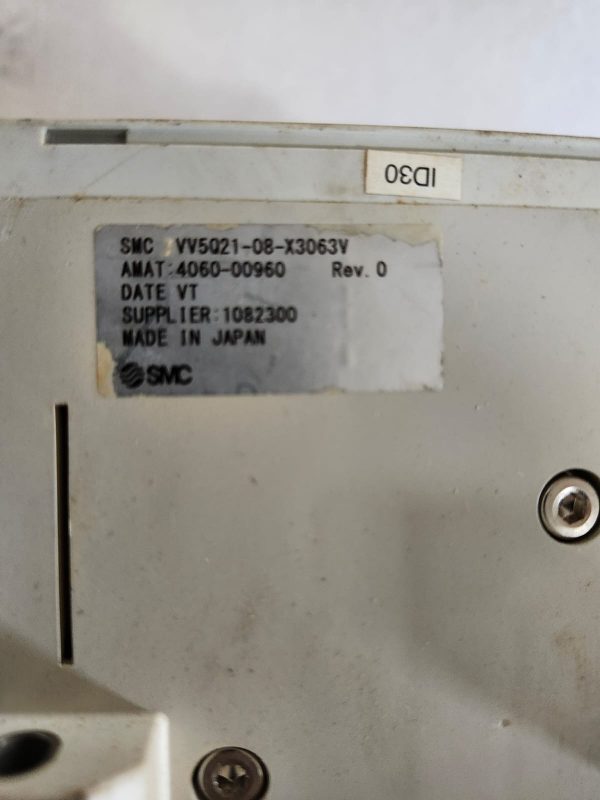 ID30
SMC VV5Q21-08-X3063V
AMAT:4060-00960 Rev. 0
DATE VT
SUPPLIER:1082300
MADE IN JAPAN
SMC